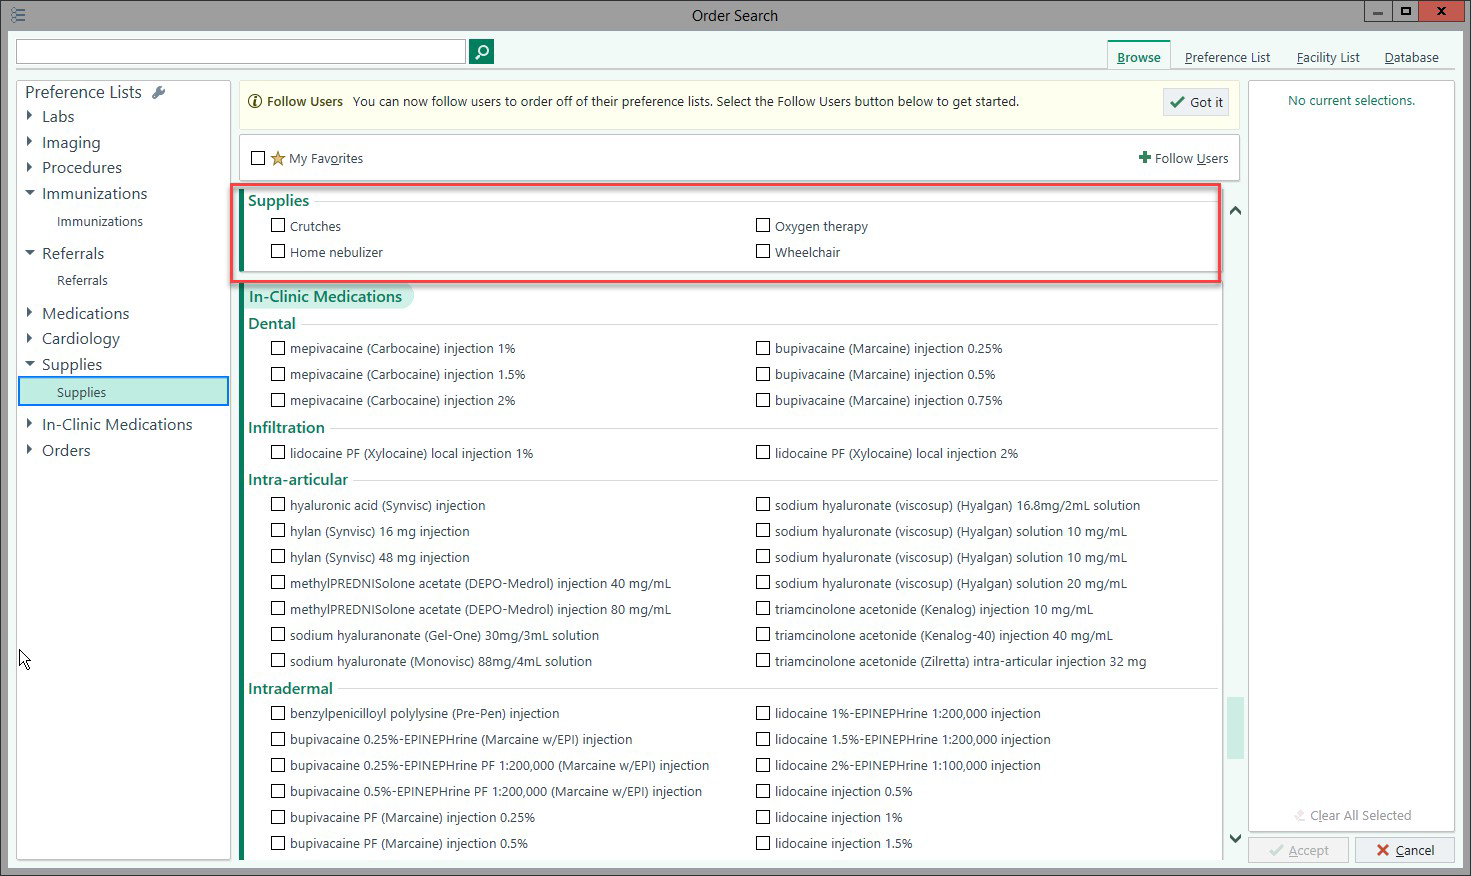 Order Search
Browse
Preference List
Facility List
Database
Preference Lists
Labs
Imaging
Procedures
Immunizations
Immunizations
Referrals
Referrals
Medications
Cardiology
Supplies
Supplies
In-Clinic Medications
Orders
Follow Users You can now follow users to order off of their preference lists. Select the Follow Users button below to get started.
Got it
My Favorites
Follow Users
Supplies
Crutches
Oxygen therapy
Home nebulizer
Wheelchair
In-Clinic Medications
Dental
mepivacaine (Carbocaine) injection 1%
bupivacaine (Marcaine) injection 0.25%
mepivacaine (Carbocaine) injection 1.5%
bupivacaine (Marcaine) injection 0.5%
mepivacaine (Carbocaine) injection 2%
bupivacaine (Marcaine) injection 0.75%
Infiltration
lidocaine PF (Xylocaine) local injection 1%
lidocaine PF (Xylocaine) local injection 2%
Intra-articular
hyaluronic acid (Synvisc) injection
sodium hyaluronate (viscosup) (Hyalgan) 16.8mg/2mL solution
hylan (Synvisc) 16 mg injection
sodium hyaluronate (viscosup) (Hyalgan) solution 10 mg/mL
hylan (Synvisc) 48 mg injection
sodium hyaluronate (viscosup) (Hyalgan) solution 10 mg/mL
methylPREDNISolone acetate (DEPO-Medrol) injection 40 mg/mL
sodium hyaluronate (viscosup) (Hyalgan) solution 20 mg/mL
methylPREDNISolone acetate (DEPO-Medrol) injection 80 mg/mL
triamcinolone acetonide (Kenalog) injection 10 mg/mL
sodium hyaluranonate (Gel-One) 30mg/3mL solution
triamcinolone acetonide (Kenalog-40) injection 40 mg/mL
sodium hyaluronate (Monovisc) 88mg/4mL solution
triamcinolone acetonide (Zilretta) intra-articular injection 32 mg
Intradermal
benzylpenicilloyl polylysine (Pre-Pen) injection
lidocaine 1%-EPINEPHrine 1:200,000 injection
bupivacaine 0.25%-EPINEPHrine (Marcaine w/EPI) injection
lidocaine 1.5%-EPINEPHrine 1:200,000 injection
bupivacaine 0.25%-EPINEPHrine PF 1:200,000 (Marcaine w/EPI) injection
lidocaine 2%-EPINEPHrine 1:100,000 injection
bupivacaine 0.5%-EPINEPHrine PF 1:200,000 (Marcaine w/EPI) injection
lidocaine injection 0.5%
bupivacaine PF (Marcaine) injection 0.25%
lidocaine injection 1%
bupivacaine PF (Marcaine) injection 0.5%
lidocaine injection 1.5%
No current selections.
Clear All Selected
Accept
Cancel